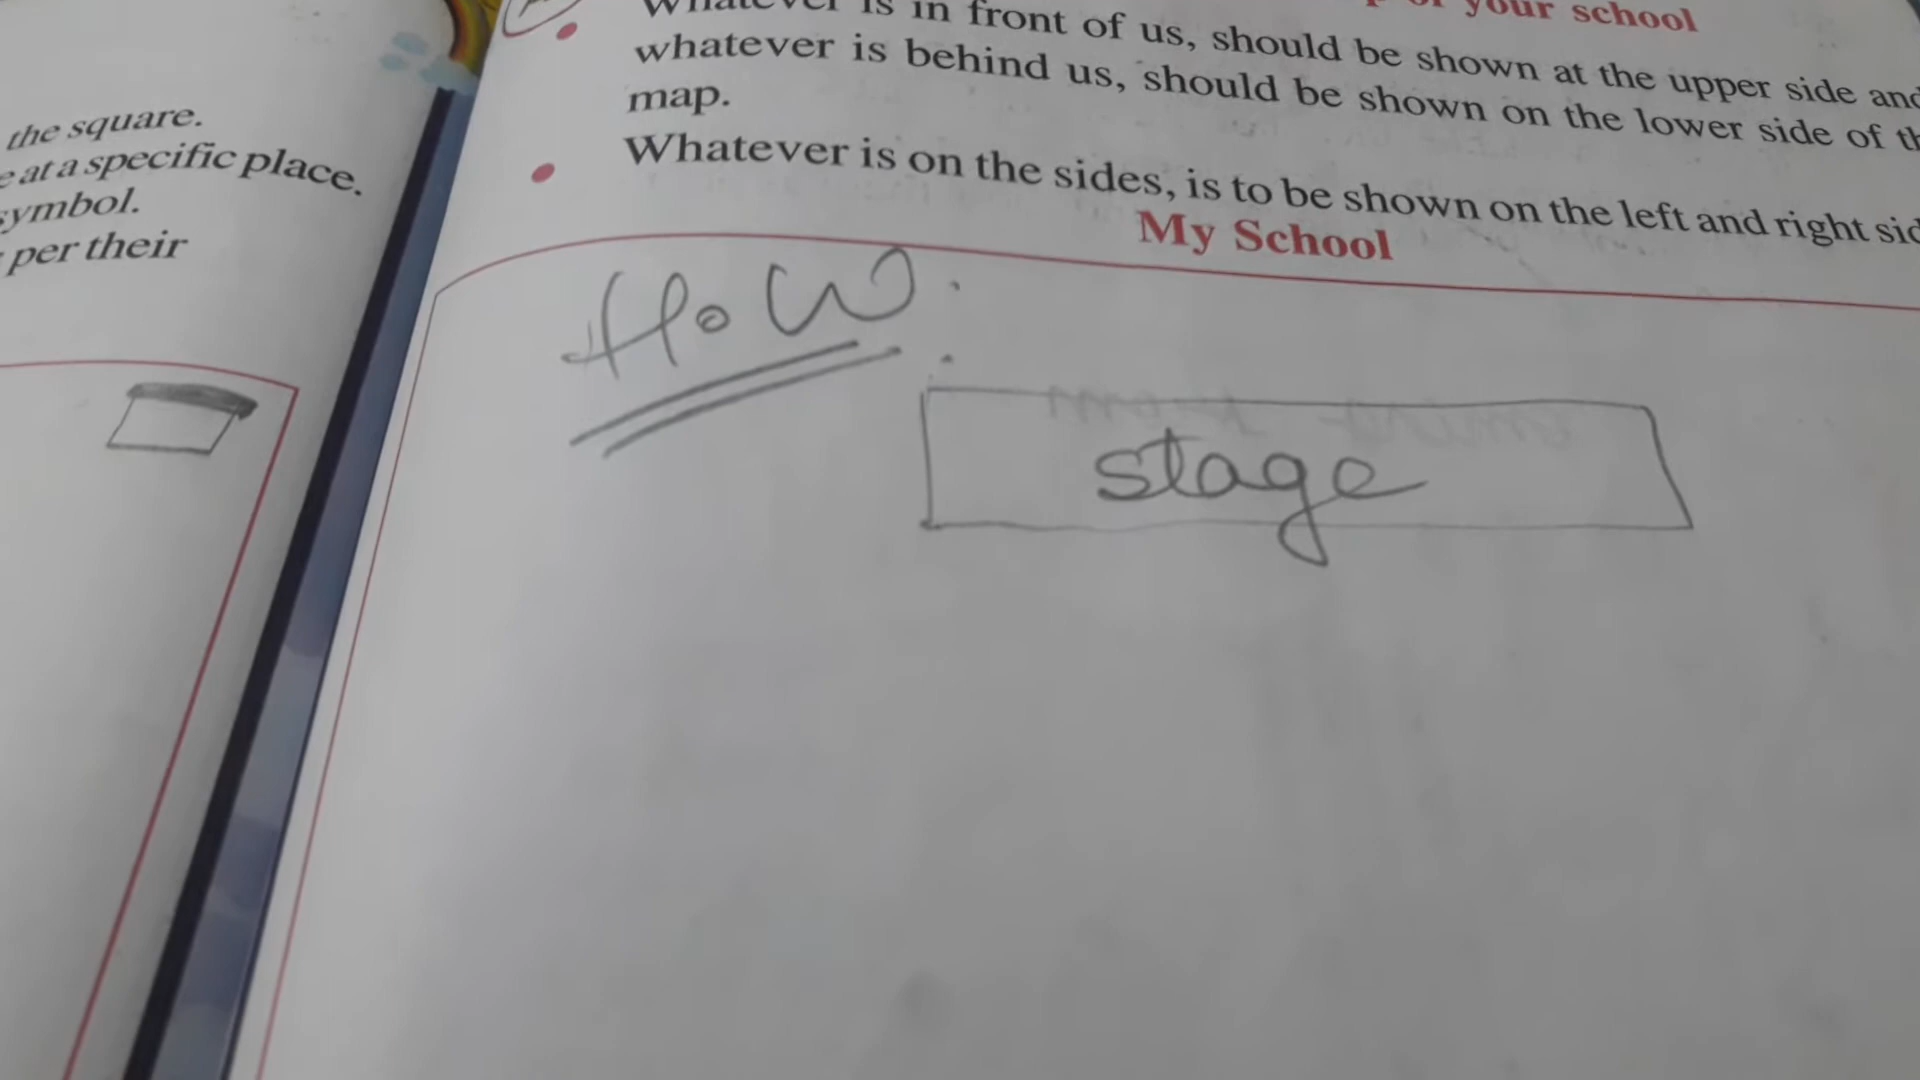 the square.
at a specific place.
symbol.
per their
your school
Whatever is in front of us, should be shown at the upper side and
whatever is behind us, should be shown on the lower side of
map.
Whatever is on the sides, is to be shown on the left and right
My School
H.W.
stage